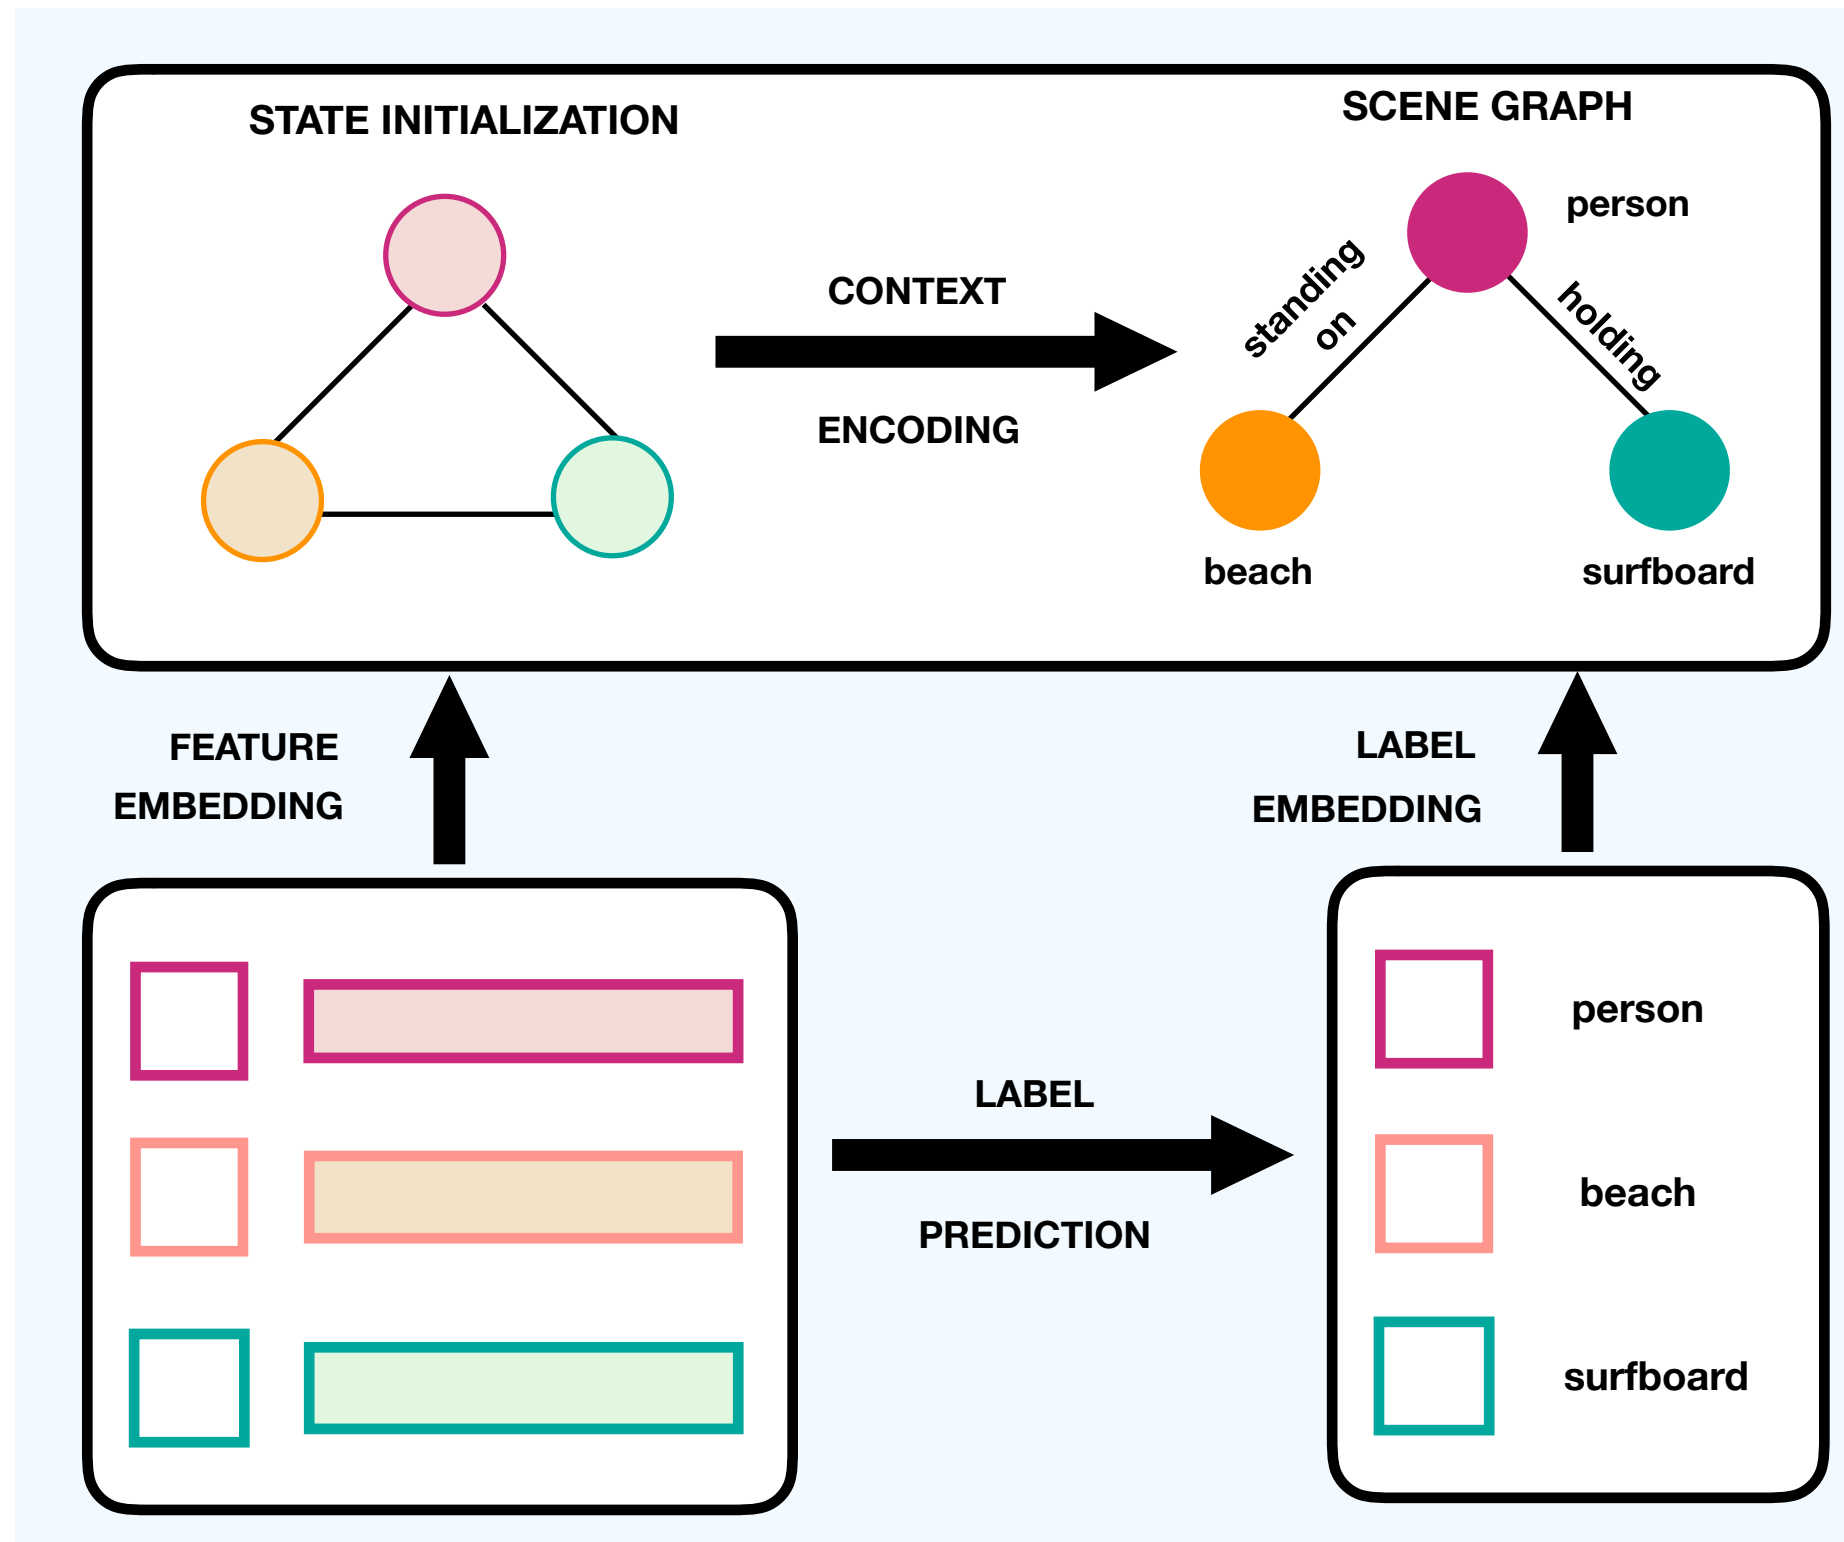 STATE INITIALIZATION
SCENE GRAPH
person
standing
on
holding
CONTEXT
ENCODING
beach
surfboard
FEATURE
EMBEDDING
LABEL
EMBEDDING
LABEL
PREDICTION
person
beach
surfboard